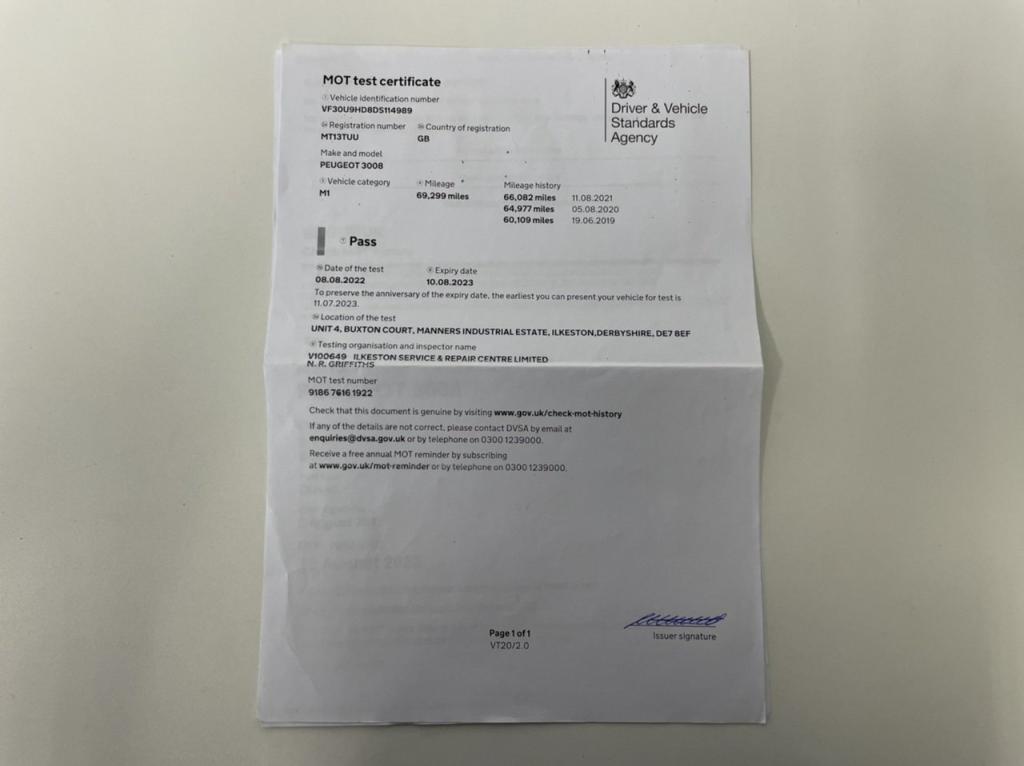 MOT test certificate
Vehicle identification number
VF30U9HD8DS114989
Registration number
MT13TUU
Country of registration
GB
Make and model
PEUGEOT 3008
Vehicle category
M1
Mileage
69,299 miles
Mileage history
66,082 miles 11.08.2021
64,977 miles 05.08.2020
60,109 miles 19.06.2019
Driver & Vehicle
Standards
Agency
Pass
Date of the test
08.08.2022
Expiry date
10.08.2023
To preserve the anniversary of the expiry date, the earliest you can present your vehicle for test is
11.07.2023.
Location of the test
UNIT 4, BUXTON COURT, MANNERS INDUSTRIAL ESTATE, ILKESTON,DERBYSHIRE, DE7 8EF
Testing organisation and inspector name
V100649 ILKESTON SERVICE & REPAIR CENTRE LIMITED
N. R. GRIFFITHS
MOT test number
9186 7616 1922
Check that this document is genuine by visiting www.gov.uk/check-mot-history
If any of the details are not correct, please contact DVSA by email at
enquiries@dvsa.gov.uk or by telephone on 0300 1239000.
Receive a free annual MOT reminder by subscribing
at www.gov.uk/mot-reminder or by telephone on 0300 1239000.
Page 1 of 1
VT20/2.0
Issuer signature